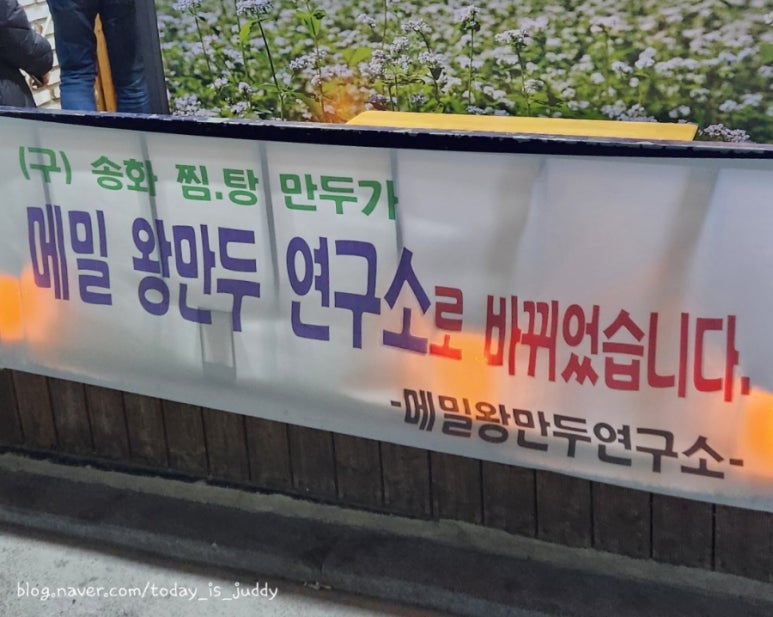 (구) 송화 찜.탕 만두가
메밀 왕만두 연구소로 바뀌었습니다.
-메밀왕만두연구소-
blog.naver.com/today_is_juddy